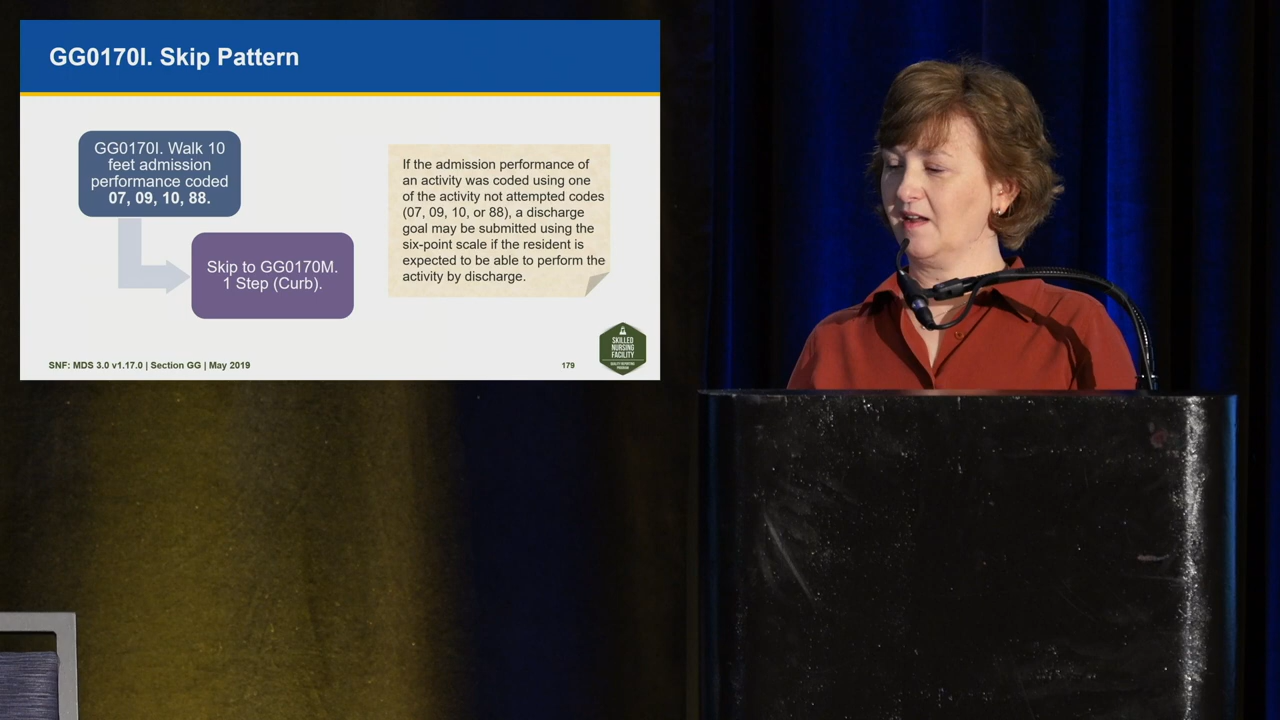 GG0170I. Skip Pattern
GG0170I. Walk 10
feet admission
performance coded
07, 09, 10, 88.
Skip to GG0170M.
1 Step (Curb).
If the admission performance of
an activity was coded using one
of the activity not attempted codes
(07, 09, 10, or 88), a discharge
goal may be submitted using the
six-point scale if the resident is
expected to be able to perform the
activity by discharge.
SNF: MDS 3.0 v1.17.0 | Section GG | May 2019
179
SKILLED
NURSING
FACILITY
QUALITY REPORTING
PROGRAM